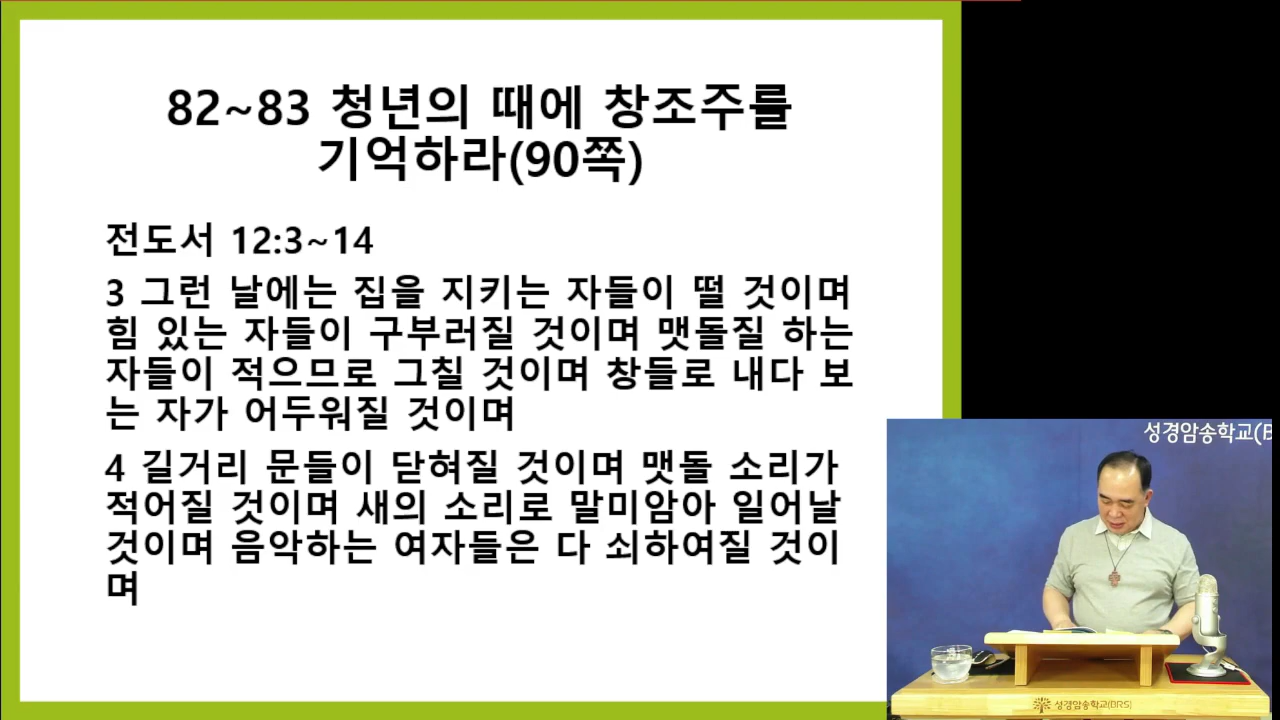 82~83 청년의 때에 창조주를
기억하라(90쪽)
전도서 12:3~14
3 그런 날에는 집을 지키는 자들이 떨 것이며
힘 있는 자들이 구부러질 것이며 맷돌질 하는
자들이 적으므로 그칠 것이며 창들로 내다 보
는 자가 어두워질 것이며
4 길거리 문들이 닫혀질 것이며 맷돌 소리가
적어질 것이며 새의 소리로 말미암아 일어날
것이며 음악하는 여자들은 다 쇠하여질 것이
며
성경암송학교(B
성경암송학교(BRS)